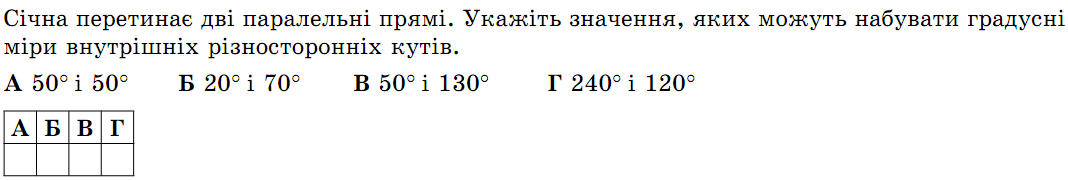 Січна перетинає дві паралельні прямі. Укажіть значення, яких можуть набувати градусні
міри внутрішніх різносторонніх кутів.
А 50° і 50° Б 20° і 70° В 50° і 130° Г 240° і 120°
А Б В Г